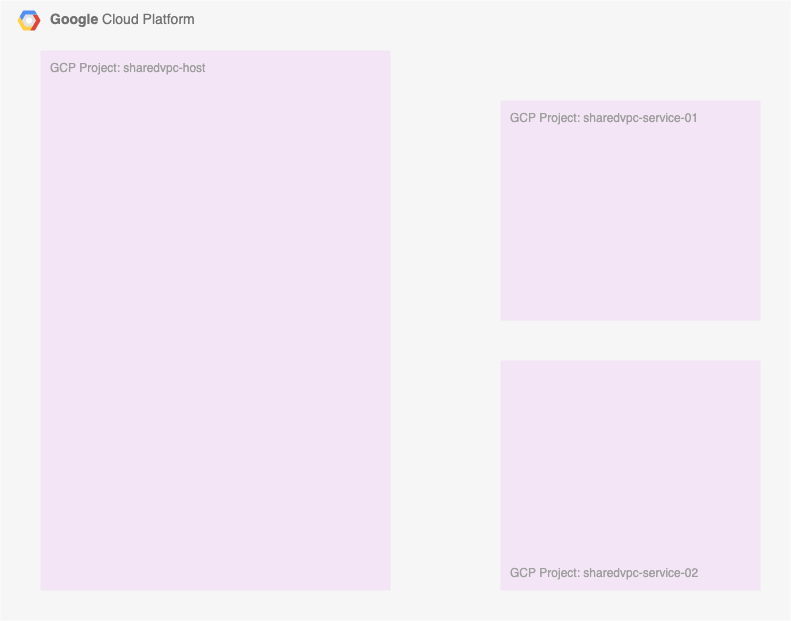 Google Cloud Platform
GCP Project: sharedvpc-host
GCP Project: sharedvpc-service-01
GCP Project: sharedvpc-service-02